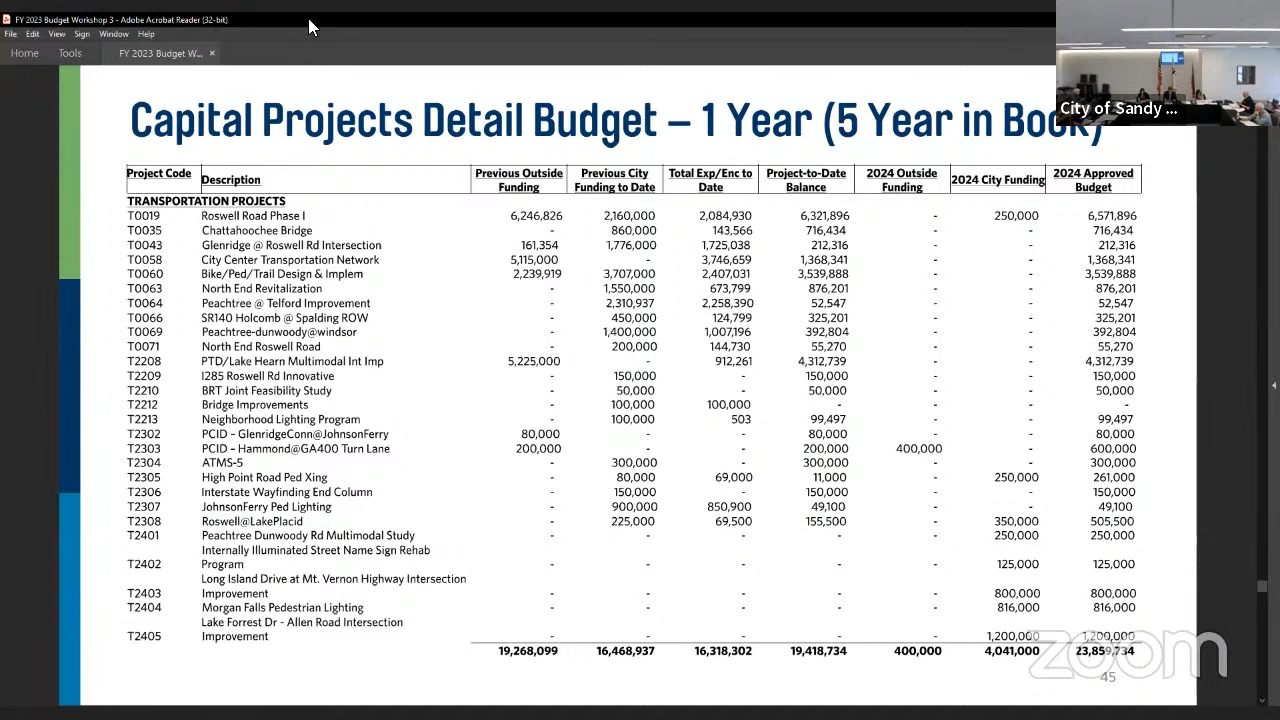 FY 2023 Budget Workshop 3 - Adobe Acrobat Reader (32-bit)
File Edit View Sign Window Help
Home Tools FY 2023 Budget W... ×
City of Sandy ...
Capital Projects Detail Budget – 1 Year (5 Year in Book)
Project Code Description Previous Outside Funding Previous City Funding to Date Total Exp/Enc to Date Project-to-Date Balance 2024 Outside Funding 2024 City Funding 2024 Approved Budget
TRANSPORTATION PROJECTS
T0019 Roswell Road Phase I 6,246,826 2,160,000 2,084,930 6,321,896 - 250,000 6,571,896
T0035 Chattahoochee Bridge - 860,000 143,566 716,434 - - 716,434
T0043 Glenridge @ Roswell Rd Intersection 161,354 1,776,000 1,725,038 212,316 - - 212,316
T0058 City Center Transportation Network 5,115,000 - 3,746,659 1,368,341 - - 1,368,341
T0060 Bike/Ped/Trail Design & Implem 2,239,919 3,707,000 2,407,031 3,539,888 - - 3,539,888
T0063 North End Revitalization - 1,550,000 673,799 876,201 - - 876,201
T0064 Peachtree @ Telford Improvement - 2,310,937 2,258,390 52,547 - - 52,547
T0066 SR140 Holcomb @ Spalding ROW - 450,000 124,799 325,201 - - 325,201
T0069 Peachtree-dunwoody@windsor - 1,400,000 1,007,196 392,804 - - 392,804
T0071 North End Roswell Road - 200,000 144,730 55,270 - - 55,270
T2208 PTD/Lake Hearn Multimodal Int Imp 5,225,000 - 912,261 4,312,739 - - 4,312,739
T2209 I285 Roswell Rd Innovative - 150,000 - 150,000 - - 150,000
T2210 BRT Joint Feasibility Study - 50,000 - 50,000 - - 50,000
T2212 Bridge Improvements - 100,000 100,000 - - - -
T2213 Neighborhood Lighting Program - 100,000 503 99,497 - - 99,497
T2302 PCID – GlenridgeConn@JohnsonFerry 80,000 - - 80,000 - - 80,000
T2303 PCID – Hammond@GA400 Turn Lane 200,000 - - 200,000 400,000 - 600,000
T2304 ATMS-5 - 300,000 - 300,000 - - 300,000
T2305 High Point Road Ped Xing - 80,000 69,000 11,000 - 250,000 261,000
T2306 Interstate Wayfinding End Column - 150,000 - 150,000 - - 150,000
T2307 JohnsonFerry Ped Lighting - 900,000 850,900 49,100 - - 49,100
T2308 Roswell@LakePlacid - 225,000 69,500 155,500 - 350,000 505,500
T2401 Peachtree Dunwoody Rd Multimodal Study - - - - - 250,000 250,000
Internally Illuminated Street Name Sign Rehab
T2402 Program - - - - - 125,000 125,000
Long Island Drive at Mt. Vernon Highway Intersection
T2403 Improvement - - - - - 800,000 800,000
T2404 Morgan Falls Pedestrian Lighting - - - - - 816,000 816,000
Lake Forrest Dr - Allen Road Intersection
T2405 Improvement - - - - - 1,200,000 1,200,000
19,268,099 16,468,937 16,318,302 19,418,734 400,000 4,041,000 23,859,734
zoom
45